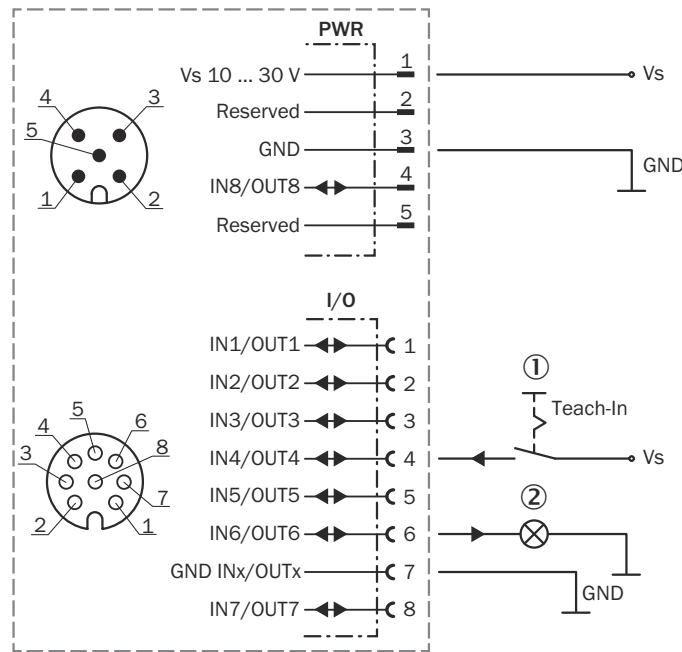 PWR
Vs 10 ... 30 V 1 Vs
Reserved 2
GND 3 GND
IN8/OUT8 4
Reserved 5
4 3
5
1 2
I/O
IN1/OUT1 1
IN2/OUT2 2
IN3/OUT3 3
IN4/OUT4 4 Vs
IN5/OUT5 5
IN6/OUT6 6
GND INx/OUTx 7 GND
IN7/OUT7 8
① Teach-In
②
5
4 6
3 8
7
2 1